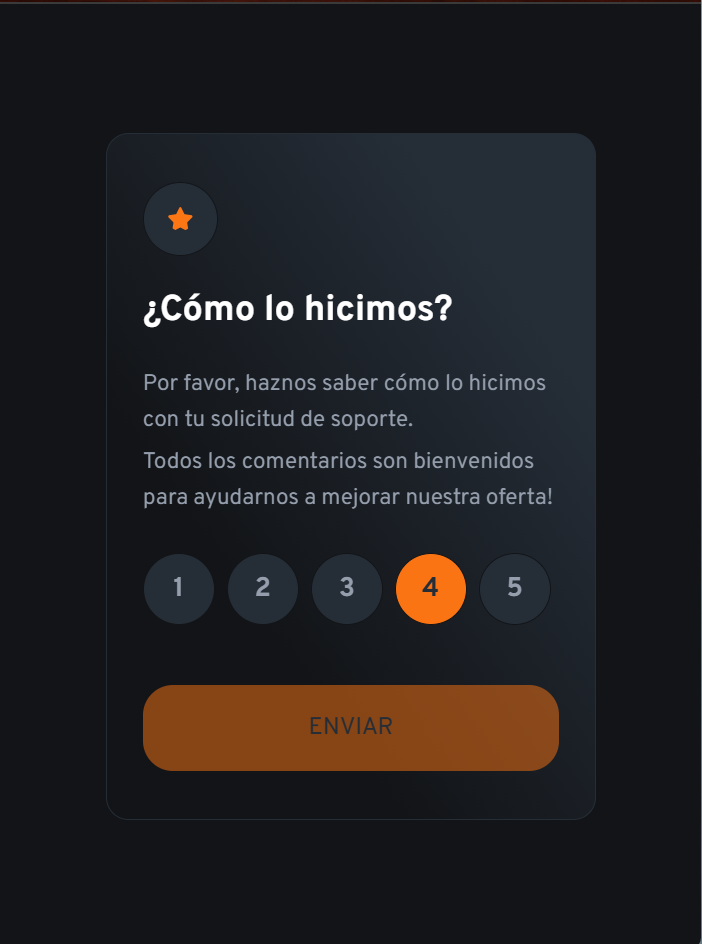 ¿Cómo lo hicimos?
Por favor, haznos saber cómo lo hicimos
con tu solicitud de soporte.
Todos los comentarios son bienvenidos
para ayudarnos a mejorar nuestra oferta!
1 2 3 4 5
ENVIAR